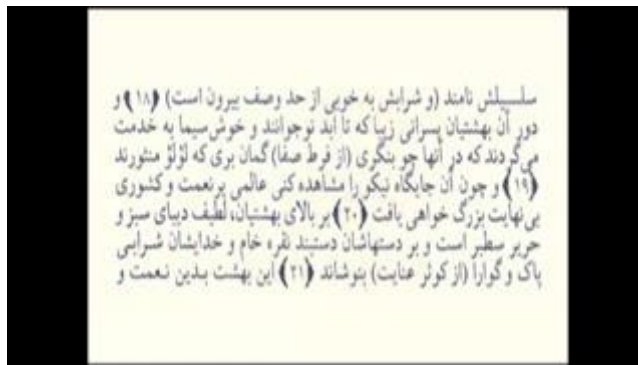 سلسبیلش نامند (و شرابش به خوبی از حد وصف بیرون است) ﴿۱۸﴾ و
دور آن بهشتیان پسرانی زیبا که تا ابد نوجوانند و خوش‌سیما به خدمت
می‌گردند که در آنها چو بنگری (از فرط صفا) گمان بری که لؤلؤ منثورند
﴿۱۹﴾ و چون آن جایگاه نیکو را مشاهده کنی عالمی پرنعمت و کشوری
بی‌نهایت بزرگ خواهی یافت ﴿۲۰﴾ بر بالای بهشتیان، لطیف دیبای سبز و
حریر سطبر است و بر دستهاشان دستبند نقره خام و خدایشان شرابی
پاک و گوارا (از کوثر عنایت) بنوشاند ﴿۲۱﴾ این بهشت بدین نعمت و